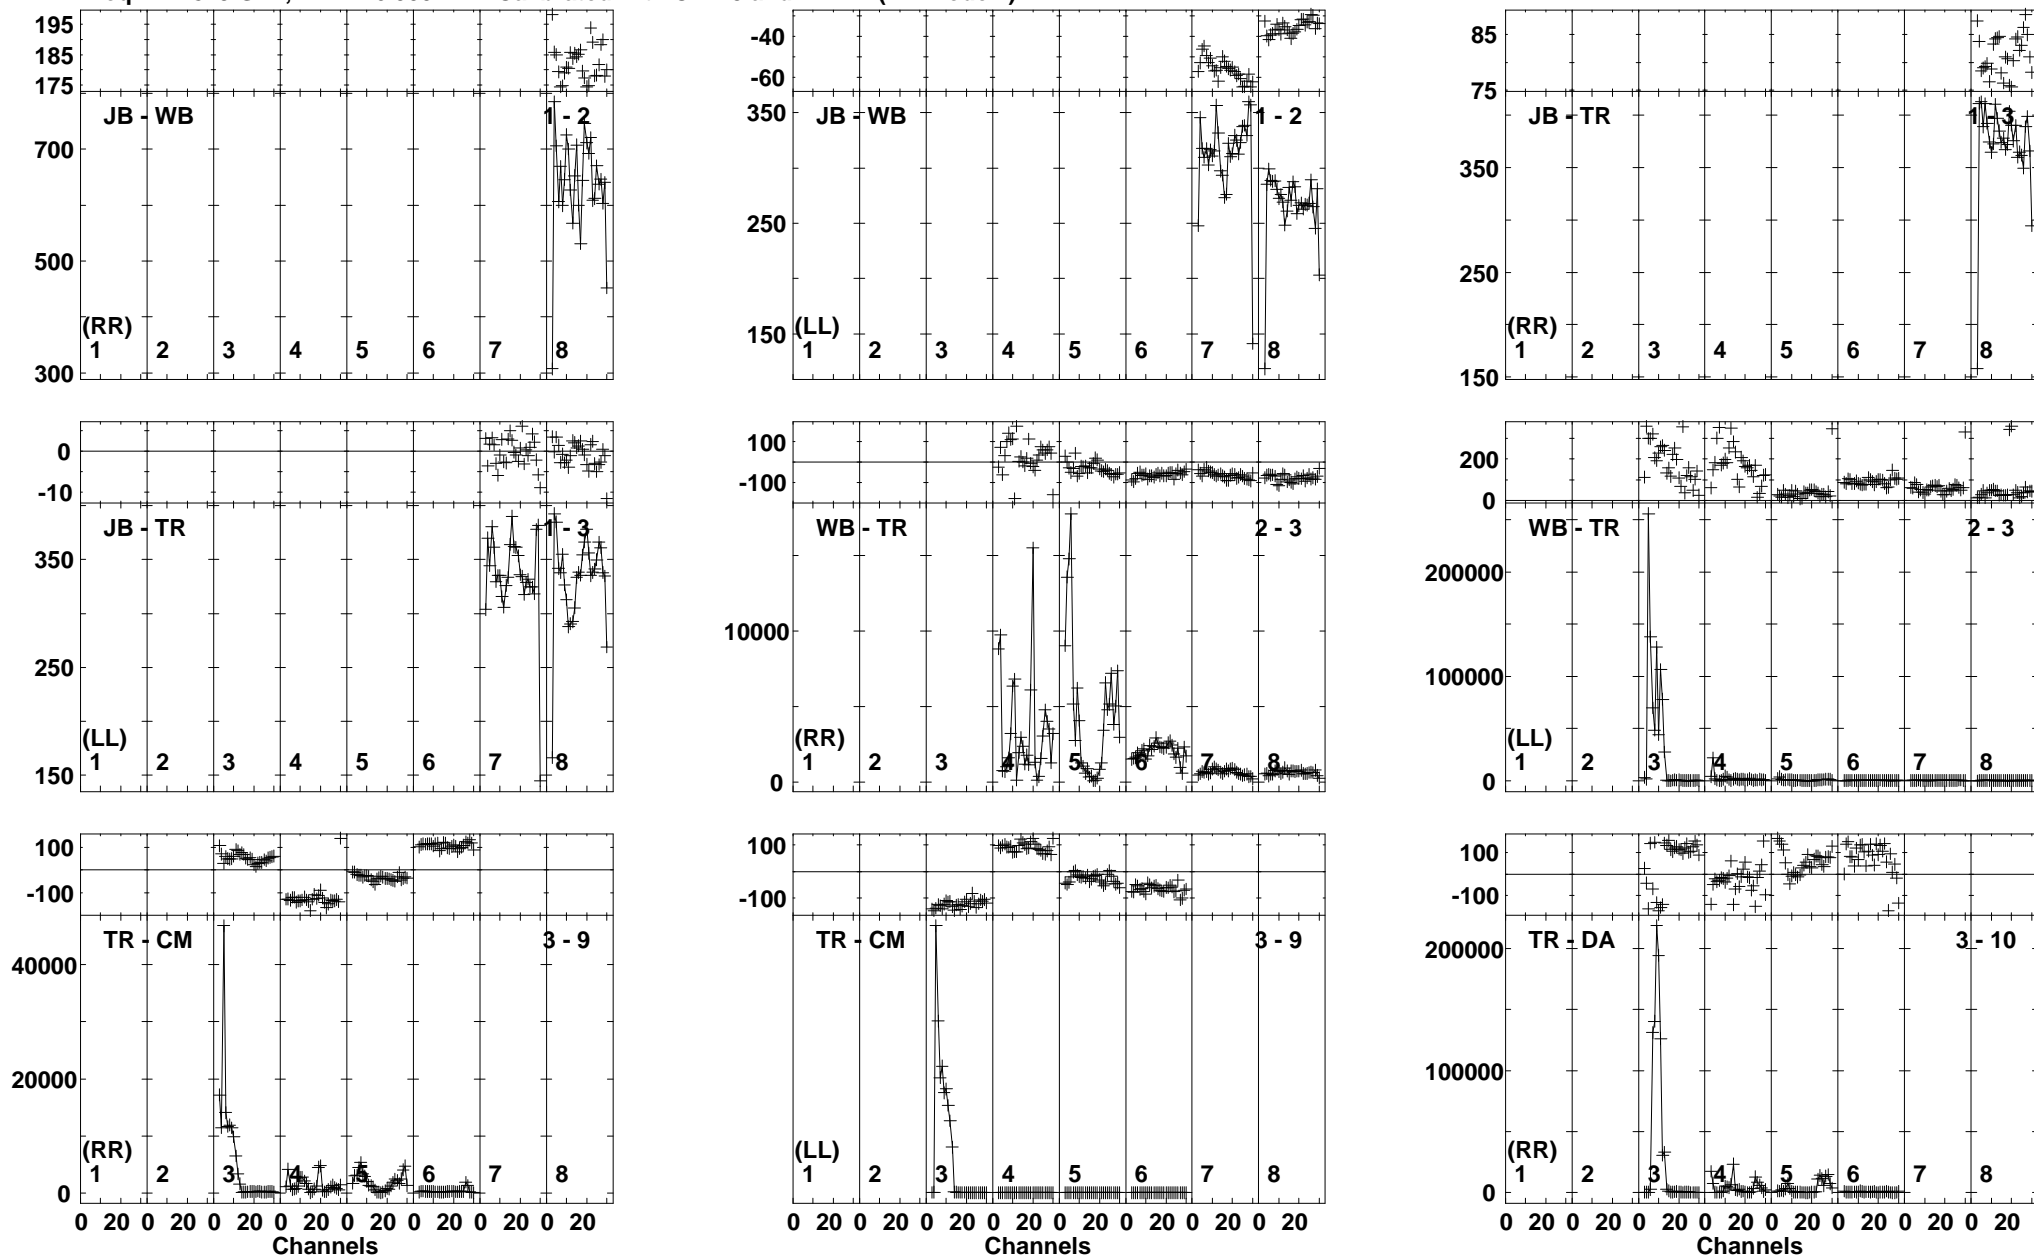 195 185 175 -40 -60 85 75
JB - WB 1 - 2 JB - WB 1 - 2 JB - TR 1 - 3
700 500 300 350 250 150 350 250 150
(RR) (LL) (RR)
1 2 3 4 5 6 7 8 1 2 3 4 5 6 7 8 1 2 3 4 5 6 7 8
0 -10 100 -100 200 0
JB - TR 1 - 3 WB - TR 2 - 3 WB - TR 2 - 3
350 250 150 10000 0 200000 100000 0
(LL) (RR) (LL)
1 2 3 4 5 6 7 8 1 2 3 4 5 6 7 8 1 2 3 4 5 6 7 8
100 -100 100 -100 100 -100
TR - CM 3 - 9 TR - CM 3 - 9 TR - DA 3 - 10
40000 20000 0 200000 100000 0
(RR) (LL) (RR)
1 2 3 4 5 6 7 8 1 2 3 4 5 6 7 8 1 2 3 4 5 6 7 8
0 20 0 20 0 20 0 20 0 20 0 20 0 20 0 20 0 20 0 20 0 20 0 20 0 20 0 20 0 20 0 20 0 20 0 20 0 20 0 20 0 20 0 20 0 20 0 20
Channels Channels Channels